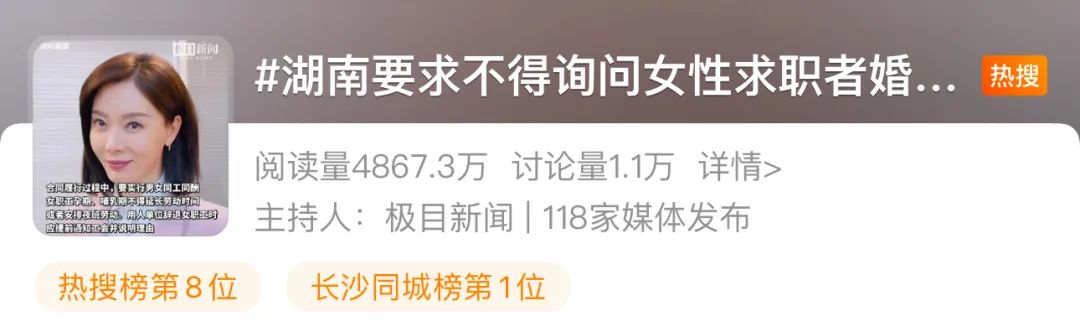 #湖南要求不得询问女性求职者婚...
热搜
阅读量4867.3万 讨论量1.1万 详情>
主持人：极目新闻 | 118家媒体发布
热搜榜第8位
长沙同城榜第1位
新闻
合同履行过程中，要实行男女同工同酬
女职工孕期、哺乳期不得延长劳动时间
或者安排夜班劳动。用人单位辞退女职工时
应提前通知工会并说明理由